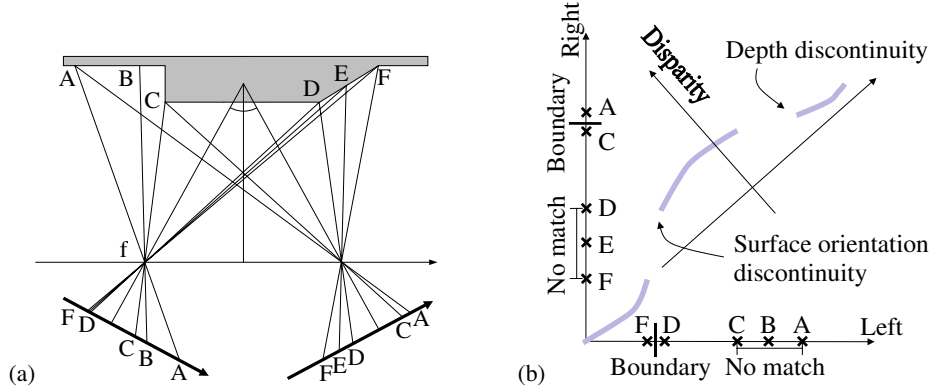 A B C D E F
f
F D C B A
F E D C A
(a)
Right
Boundary
No match
A
C
D
E
F
Disparity
Depth discontinuity
Surface orientation
discontinuity
F D C B A
Left
Boundary No match
(b)